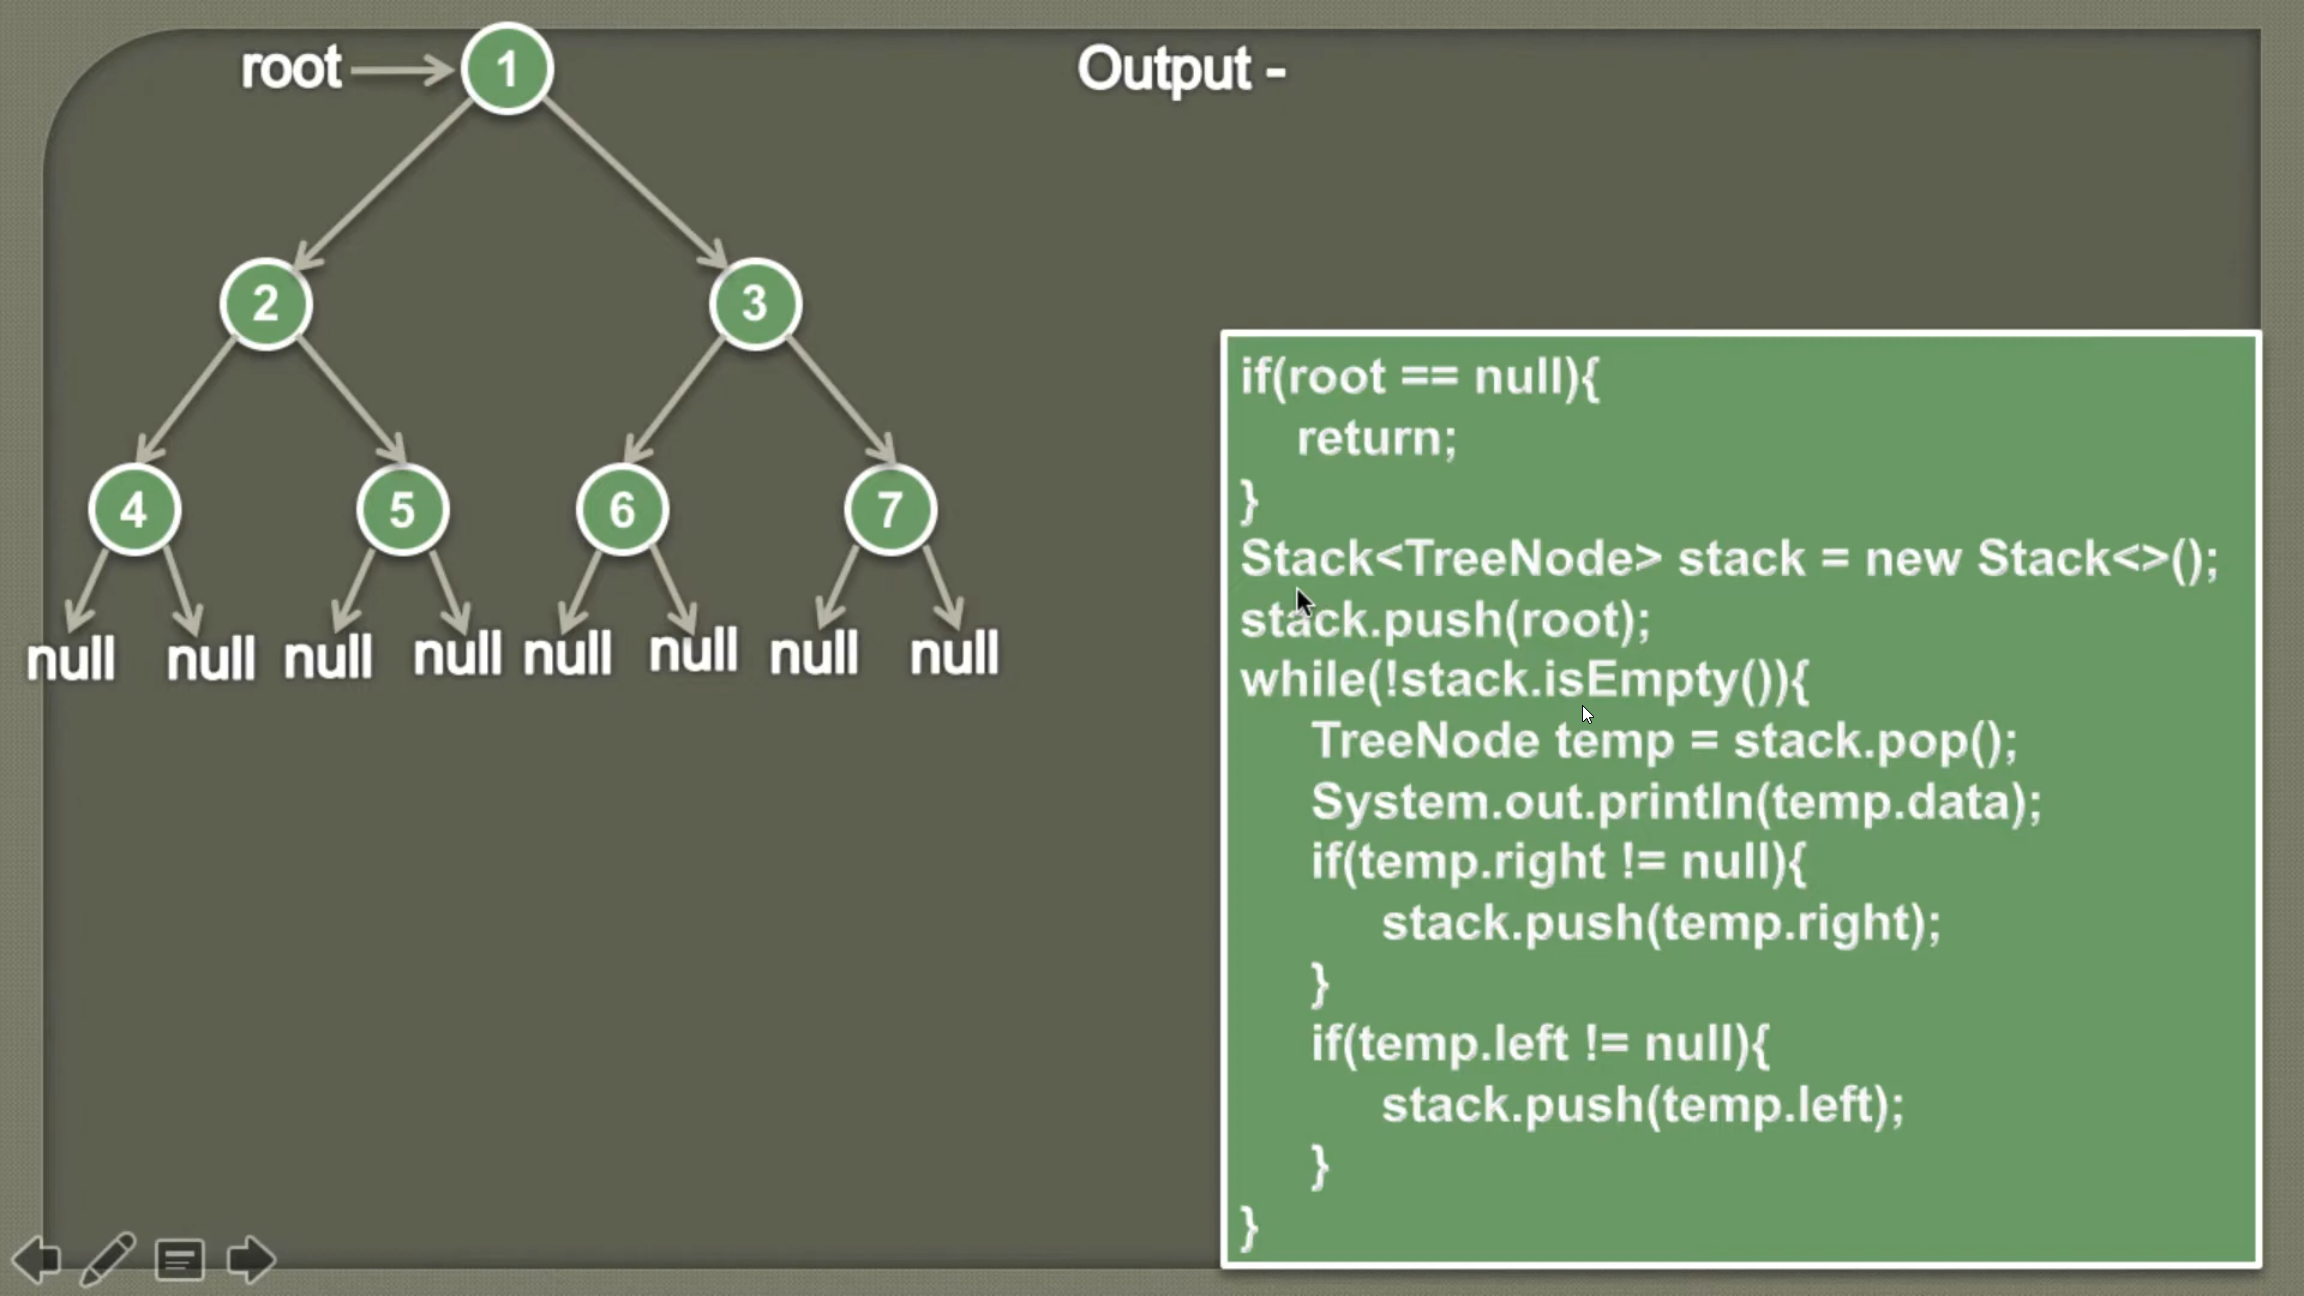 root
1
Output -
2
3
4
5
6
7
null null null null null null null null
if(root == null){
return;
}
Stack<TreeNode> stack = new Stack<>();
stack.push(root);
while(!stack.isEmpty()){
TreeNode temp = stack.pop();
System.out.println(temp.data);
if(temp.right != null){
stack.push(temp.right);
}
if(temp.left != null){
stack.push(temp.left);
}
}